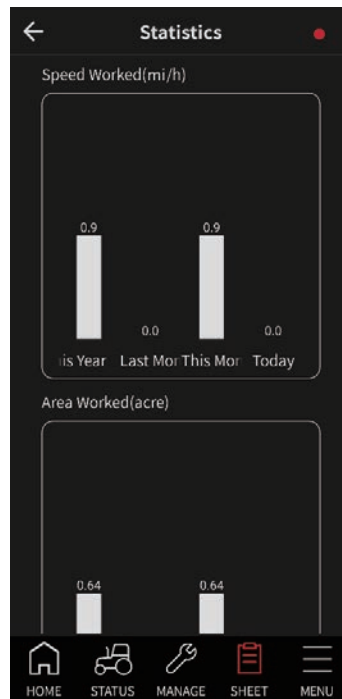 Statistics
Speed Worked(mi/h)
0.9 0.0 0.9 0.0
is Year Last Mor This Mor Today
Area Worked(acre)
0.64 0.64
HOME STATUS MANAGE SHEET MENU